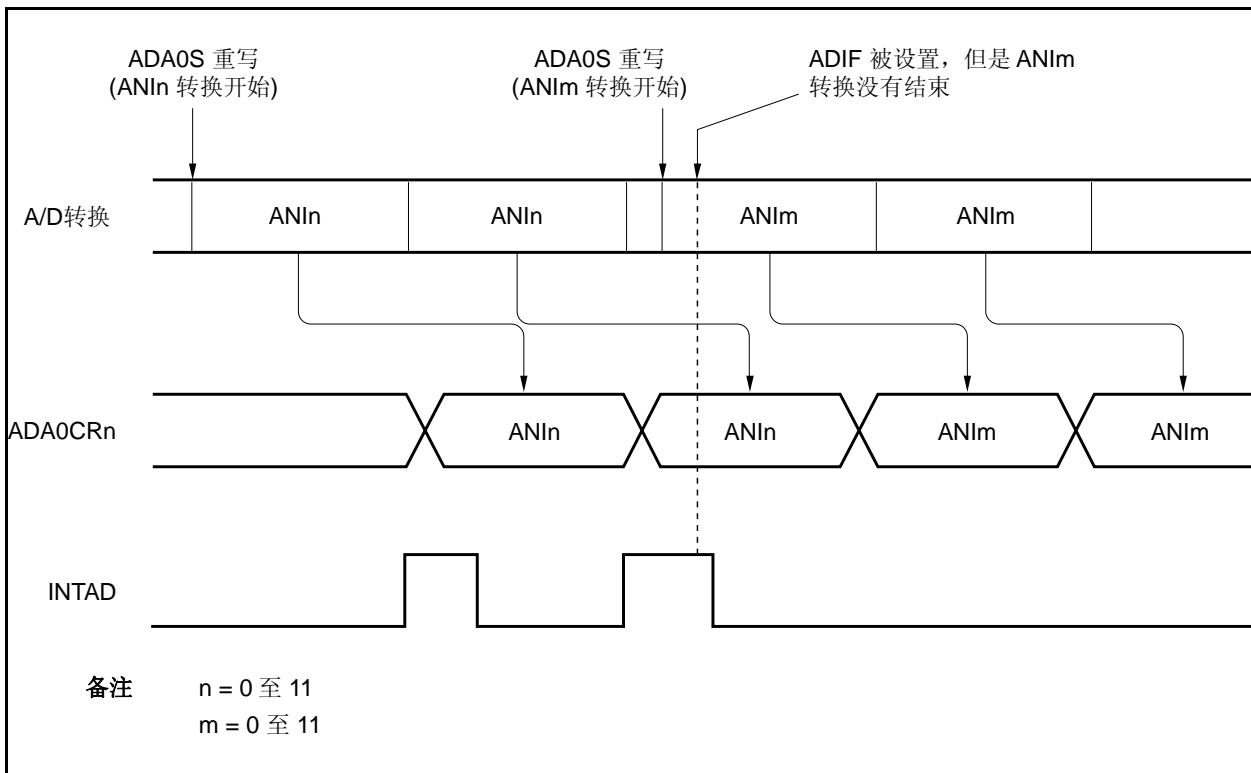 ADA0S 重写
(ANIn 转换开始)
ADA0S 重写
(ANIm 转换开始)
ADIF 被设置，但是 ANIm
转换没有结束
A/D转换
ANIn
ANIn
ANIm
ANIm
ADA0CRn
ANIn
ANIn
ANIm
ANIm
INTAD
备注 n = 0 至 11
m = 0 至 11